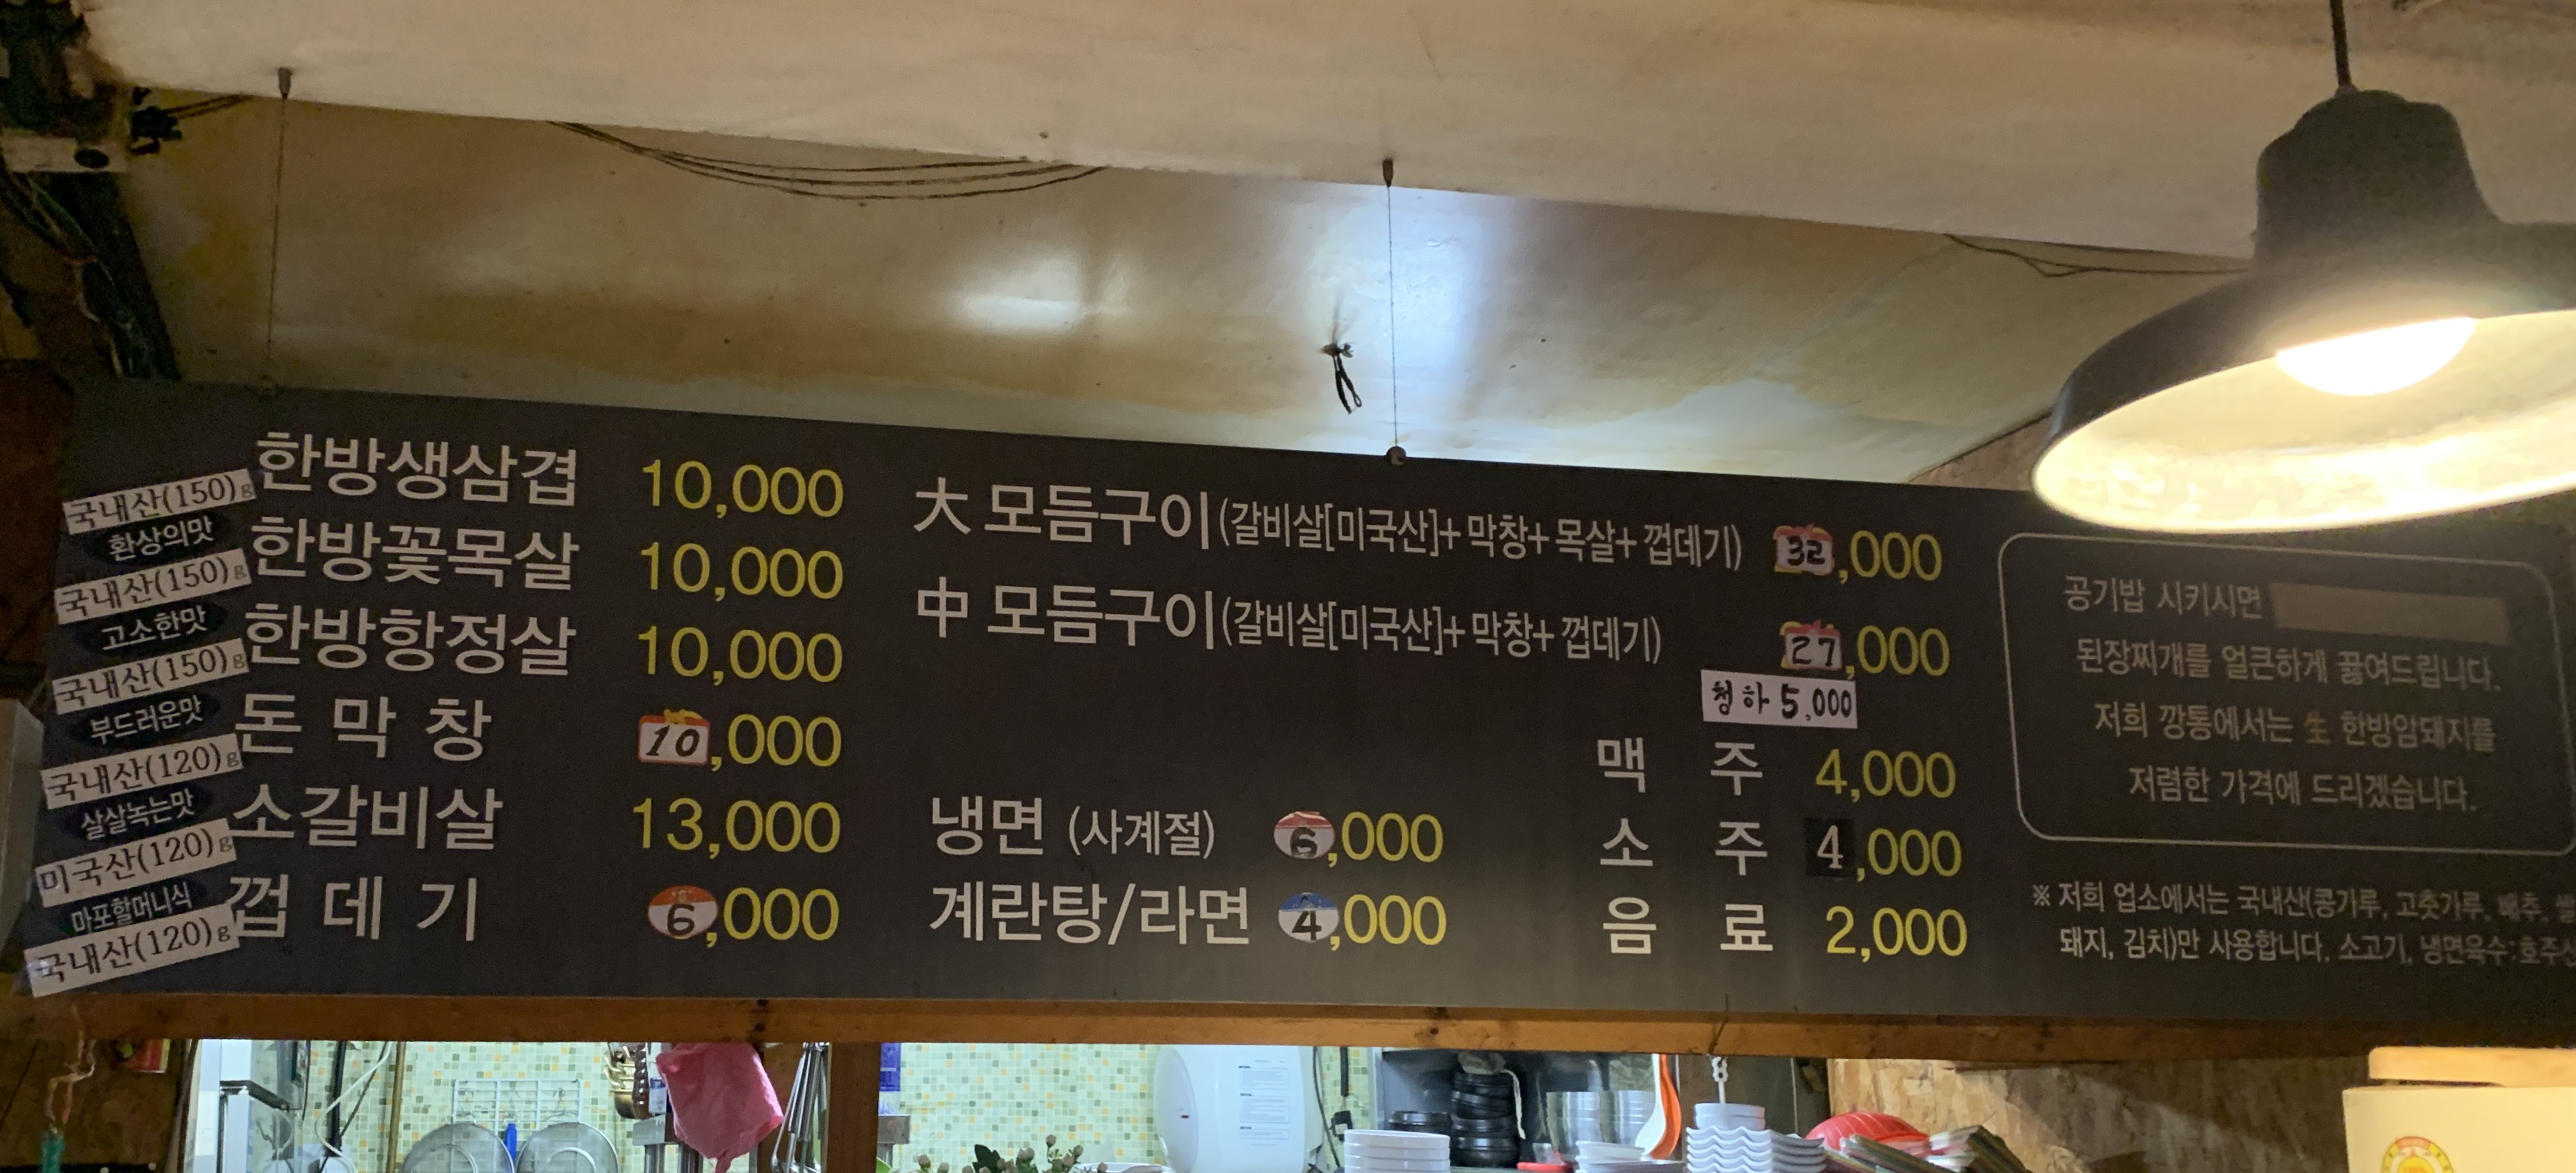 한방생삼겹 10,000
국내산(150)g
환상의맛
한방꽃목살 10,000
국내산(150)g
고소한맛
한방항정살 10,000
국내산(150)g
부드러운맛
돈 막 창 10,000
국내산(120)g
살살녹는맛
소갈비살 13,000
미국산(120)g
마포할머니식
껍 데 기 6,000
국내산(120)g
大 모듬구이(갈비살[미국산]+ 막창+ 목살+ 껍데기) 32,000
中 모듬구이(갈비살[미국산]+ 막창+ 껍데기) 27,000
청하 5,000
냉면 (사계절) 6,000
계란탕/라면 4,000
맥 주 4,000
소 주 4,000
음 료 2,000
공기밥 시키시면
된장찌개를 얼큰하게 끓여드립니다.
저희 깡통에서는 生 한방암돼지를
저렴한 가격에 드리겠습니다.
※ 저희 업소에서는 국내산(콩가루, 고춧가루, 배추,
돼지, 김치)만 사용합니다. 소고기, 냉면육수:호주산